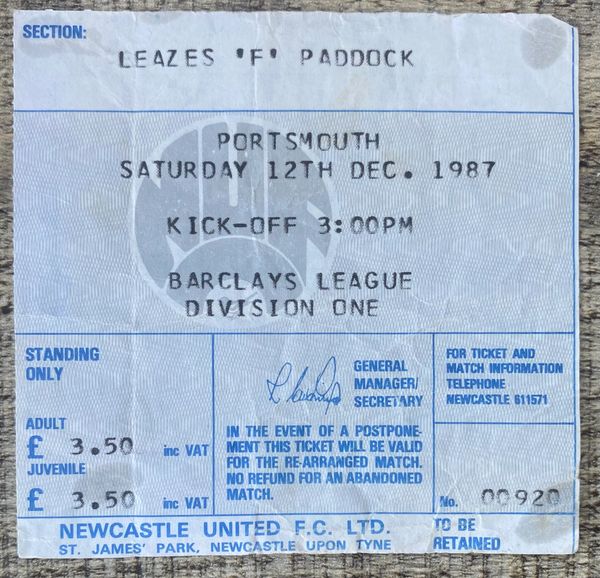 SECTION:
LEAZES 'F' PADDOCK
NUFC
PORTSMOUTH
SATURDAY 12TH DEC. 1987
KICK-OFF 3:00PM
BARCLAYS LEAGUE
DIVISION ONE
STANDING
ONLY
ADULT
£ 3.50 inc VAT
JUVENILE
£ 3.50 inc VAT
GENERAL
MANAGER/
SECRETARY
IN THE EVENT OF A POSTPONE-
MENT THIS TICKET WILL BE VALID
FOR THE RE-ARRANGED MATCH.
NO REFUND FOR AN ABANDONED
MATCH.
FOR TICKET AND
MATCH INFORMATION
TELEPHONE
NEWCASTLE 611571
No. 00920
NEWCASTLE UNITED F.C. LTD.
ST. JAMES' PARK, NEWCASTLE UPON TYNE
TO BE
RETAINED